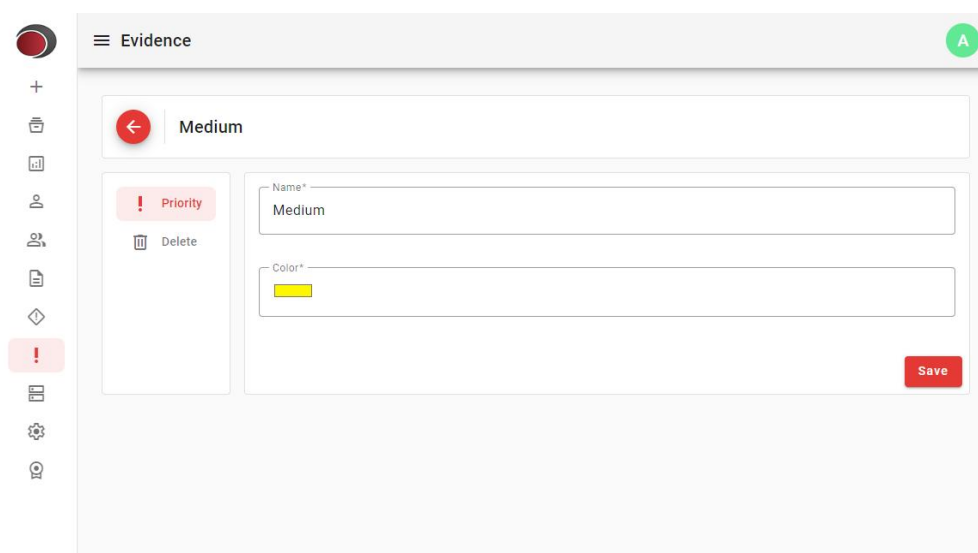 Evidence
A
Medium
Priority
Delete
Name*
Medium
Color*
Save